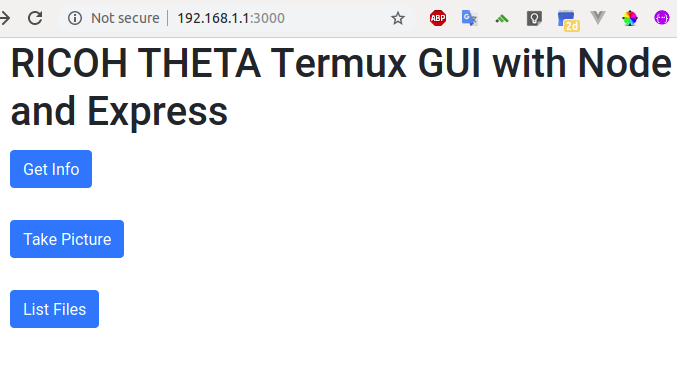 Not secure 192.168.1.1:3000
ABP
2d
RICOH THETA Termux GUI with Node
and Express
Get Info
Take Picture
List Files